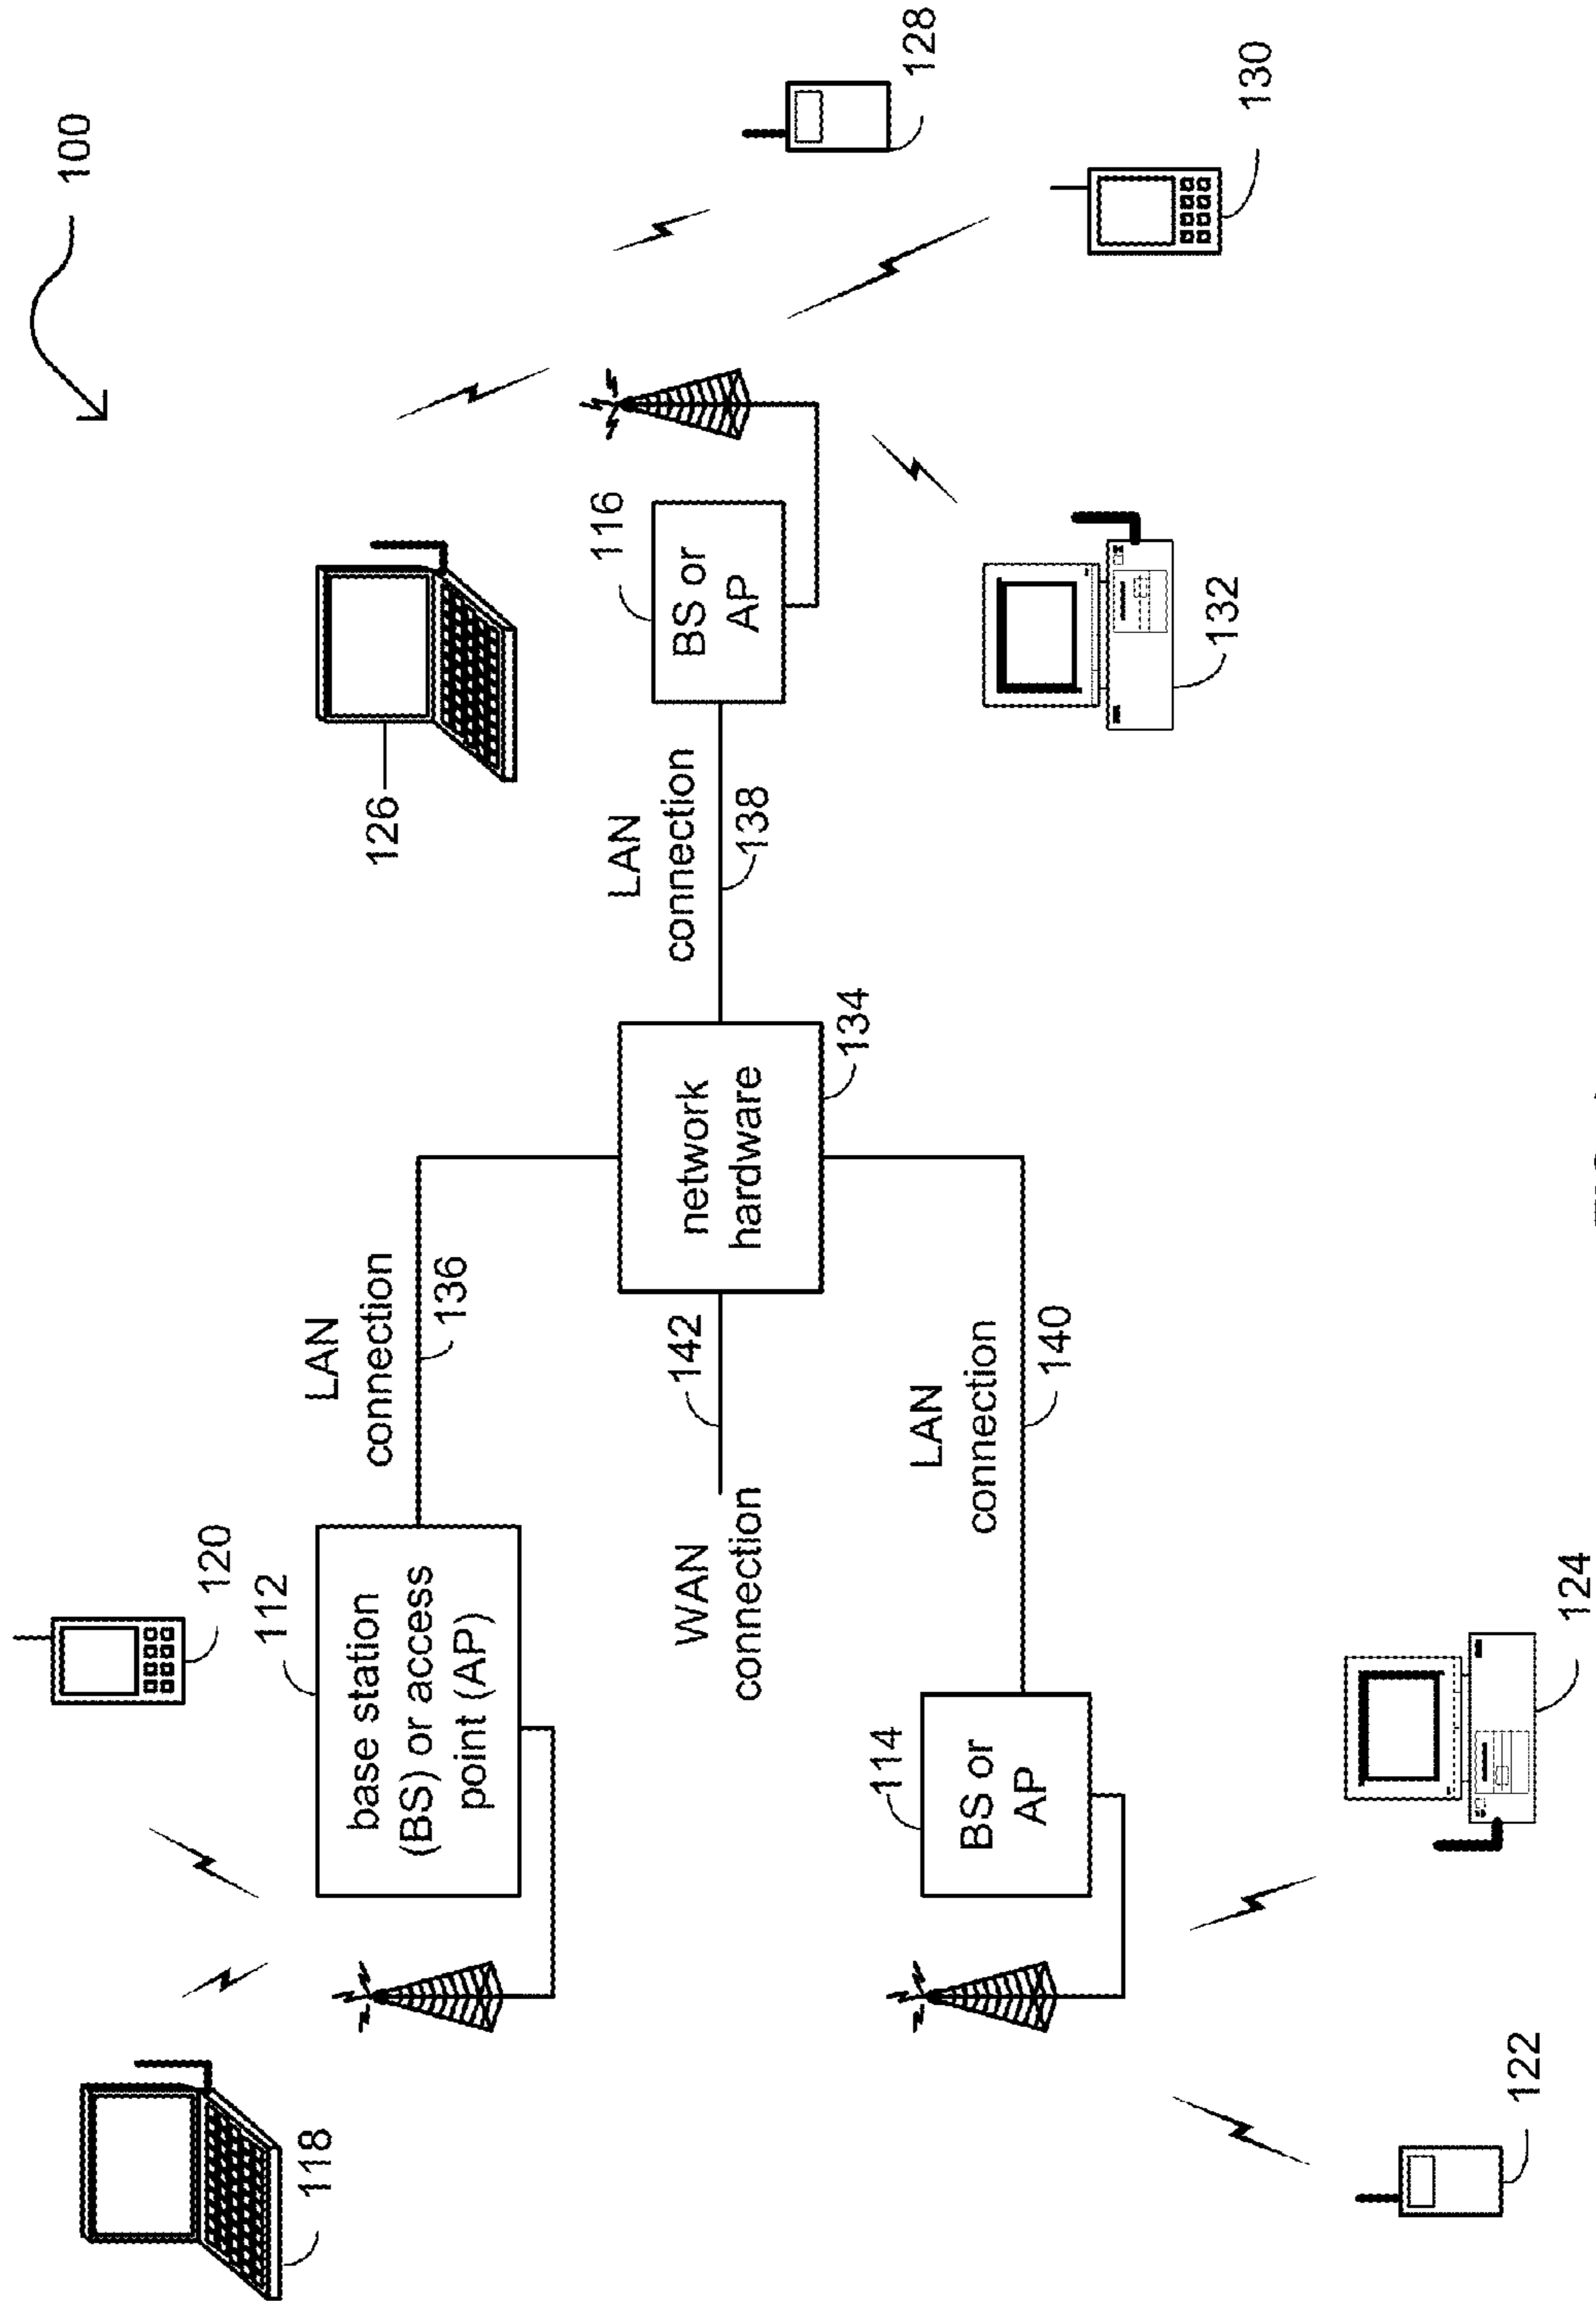 100
120
118
112
base station
(BS) or access
point (AP)
LAN
connection
136
126
116
BS or
AP
LAN
connection
138
128
130
network
hardware
134
142
WAN
connection
132
114
BS or
AP
LAN
connection
140
122
124